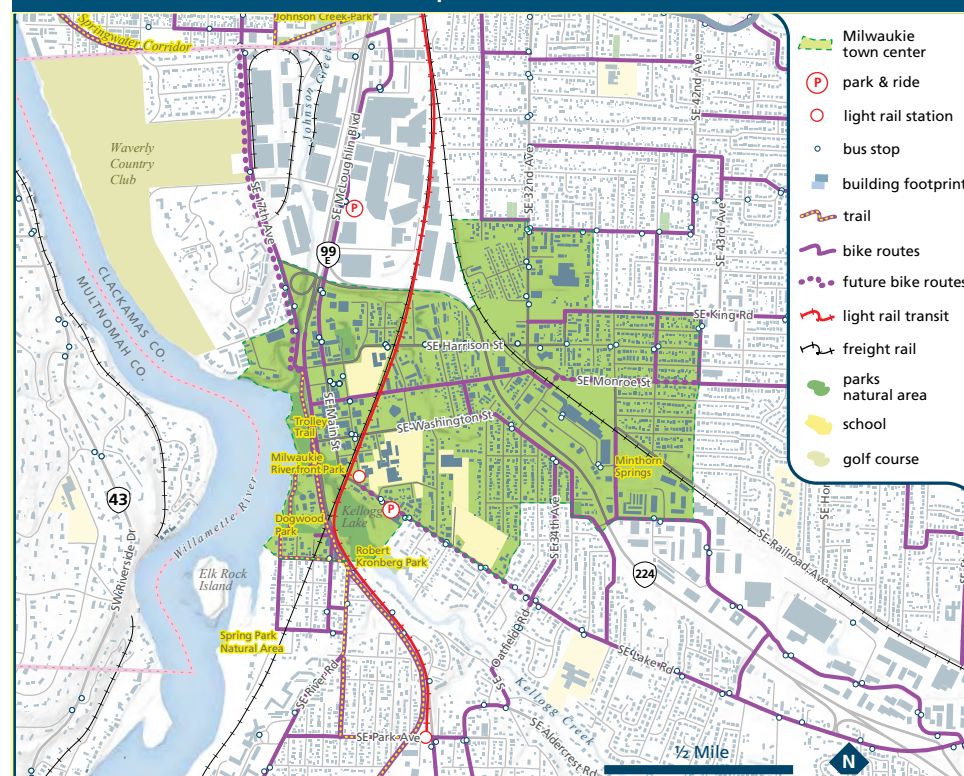 Johnson Creek Park
Springwater Corridor
Johnson Creek
SE 42nd Ave
Milwaukie
town center
P
park & ride
light rail station
bus stop
building footprint
trail
bike routes
future bike routes
light rail transit
freight rail
parks
natural area
school
golf course
Waverly
Country
Club
SE McLoughlin Blvd
SE 32nd Ave
SE 17th Ave
P
SE 43rd Ave
99
E
CLACKAMAS CO.
MULTNOMAH CO.
SE King Rd
SE Harrison St
SE Monroe St
SE Main St
SE Washington St
Trolley
Trail
Milwaukie
Riverfront Park
Minthorn
Springs
43
Willamette River
Kellogg
Lake
P
Dogwood
Park
SE 34th Ave
SE Railroad Ave
Robert
Kronberg Park
SW Riverside Dr
Elk Rock
Island
224
Spring Park
Natural Area
SE Oatfield Rd
SE Lake Rd
SE River Rd
Kellogg Creek
SE Aldercrest Rd
SE Park Ave
½ Mile
N